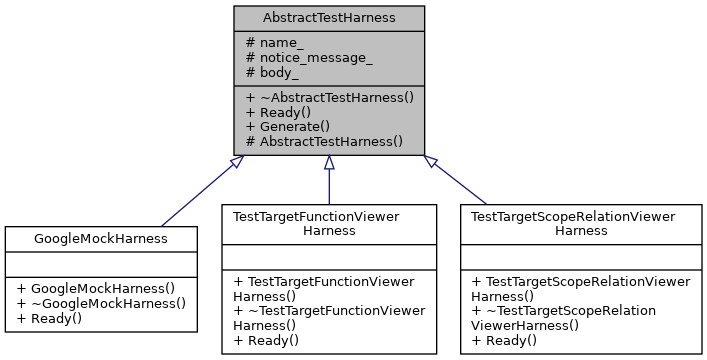 AbstractTestHarness
# name_
# notice_message_
# body_
+ ~AbstractTestHarness()
+ Ready()
+ Generate()
# AbstractTestHarness()
GoogleMockHarness
+ GoogleMockHarness()
+ ~GoogleMockHarness()
+ Ready()
TestTargetFunctionViewer
Harness
+ TestTargetFunctionViewer
Harness()
+ ~TestTargetFunctionViewer
Harness()
+ Ready()
TestTargetScopeRelationViewer
Harness
+ TestTargetScopeRelationViewer
Harness()
+ ~TestTargetScopeRelation
ViewerHarness()
+ Ready()